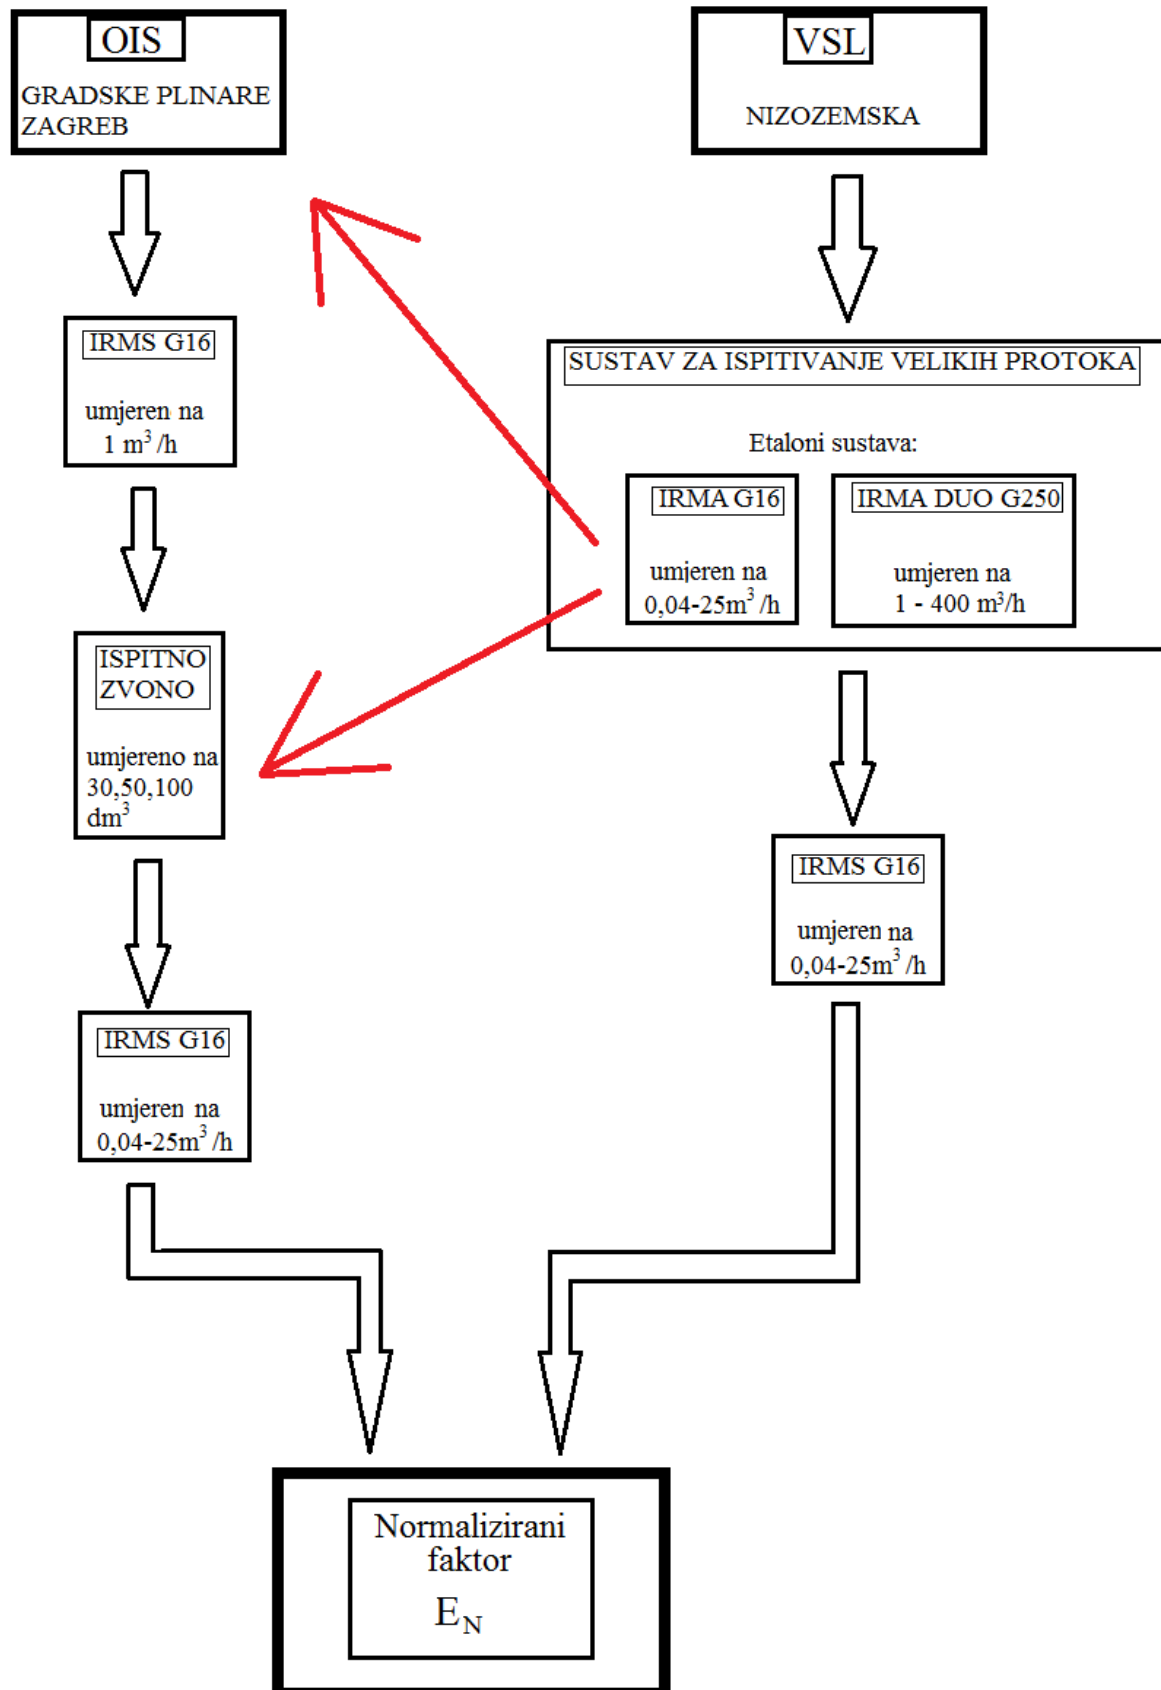 OIS
GRADSKE PLINARE
ZAGREB
IRMS G16
umjeren na
1 m³/h
ISPITNO
ZVONO
umjereno na
30,50,100
dm³
IRMS G16
umjeren na
0,04-25m³/h
VSL
NIZOZEMSKA
SUSTAV ZA ISPITIVANJE VELIKIH PROTOKA
Etaloni sustava:
IRMA G16
umjeren na
0,04-25m³/h
IRMA DUO G250
umjeren na
1 - 400 m³/h
IRMS G16
umjeren na
0,04-25m³/h
Normalizirani
faktor
E_N